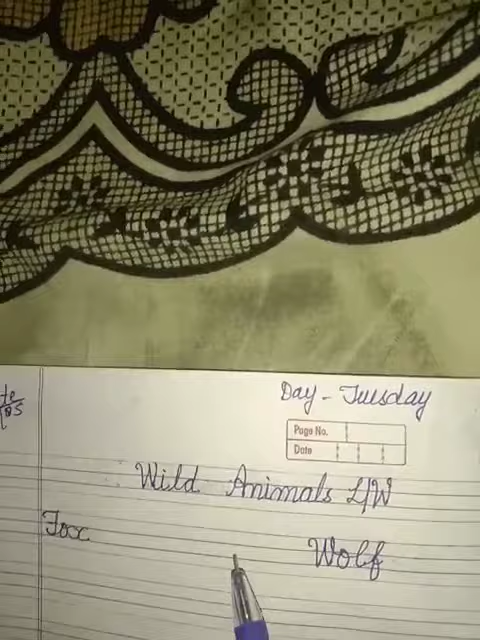 Day - Tuesday
Page No.
Date
Wild Animals L/W
Fox Wolf